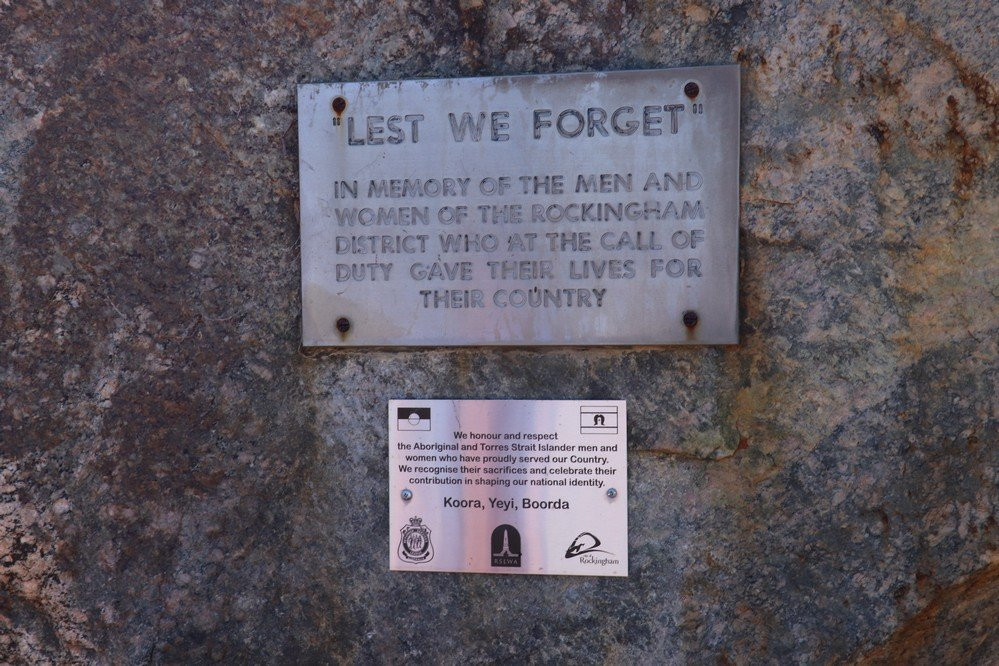 "LEST WE FORGET"
IN MEMORY OF THE MEN AND
WOMEN OF THE ROCKINGHAM
DISTRICT WHO AT THE CALL OF
DUTY GAVE THEIR LIVES FOR
THEIR COUNTRY
We honour and respect
the Aboriginal and Torres Strait Islander men and
women who have proudly served our Country.
We recognise their sacrifices and celebrate their
contribution in shaping our national identity.
Koora, Yeyi, Boorda
RSLWA
Rockingham